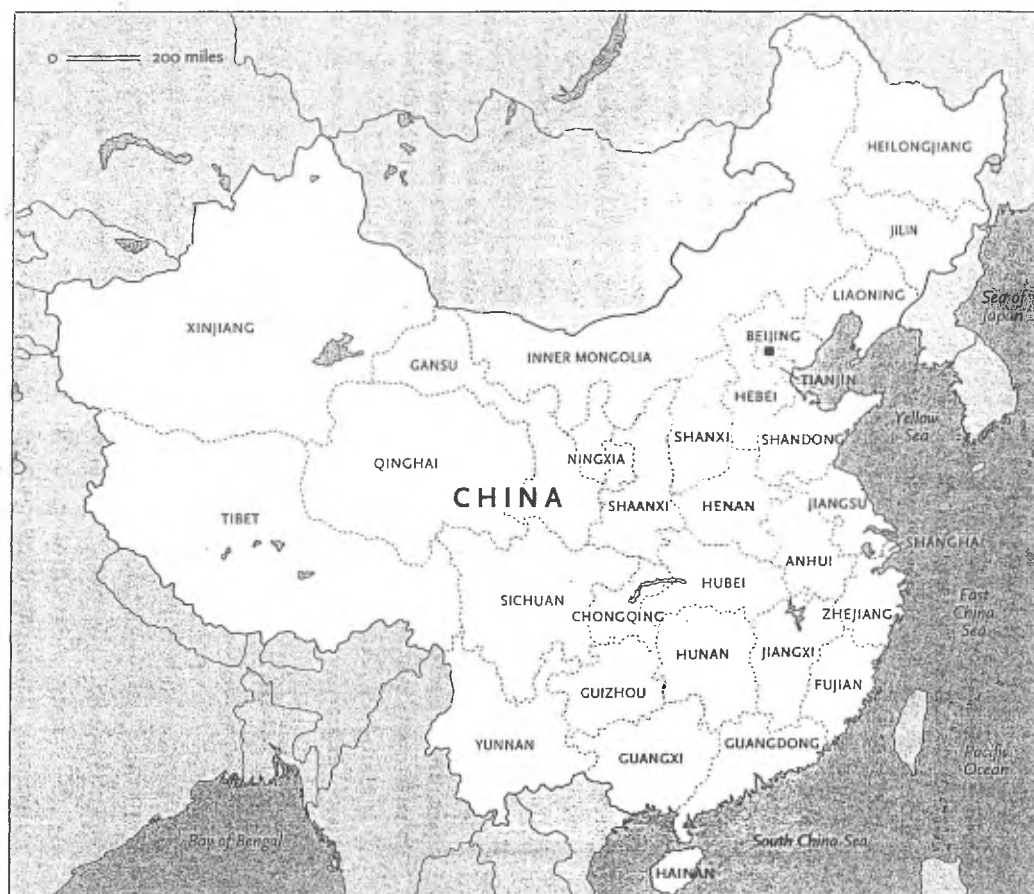 0 200 miles
HEILONGJIANG
JILIN
LIAONING
Sea of
Japan
XINJIANG
GANSU
INNER MONGOLIA
BEIJING
TIANJIN
HEBEI
Yellow
Sea
SHANXI
SHANDONG
QINGHAI
NINGXIA
CHINA
SHAANXI
HENAN
JIANGSU
TIBET
SHANGHAI
ANHUI
SICHUAN
HUBEI
East
China
Sea
CHONGQING
ZHEJIANG
HUNAN
JIANGXI
GUIZHOU
FUJIAN
YUNNAN
GUANGXI
GUANGDONG
Pacific
Ocean
Bay of Bengal
South China Sea
HAINAN